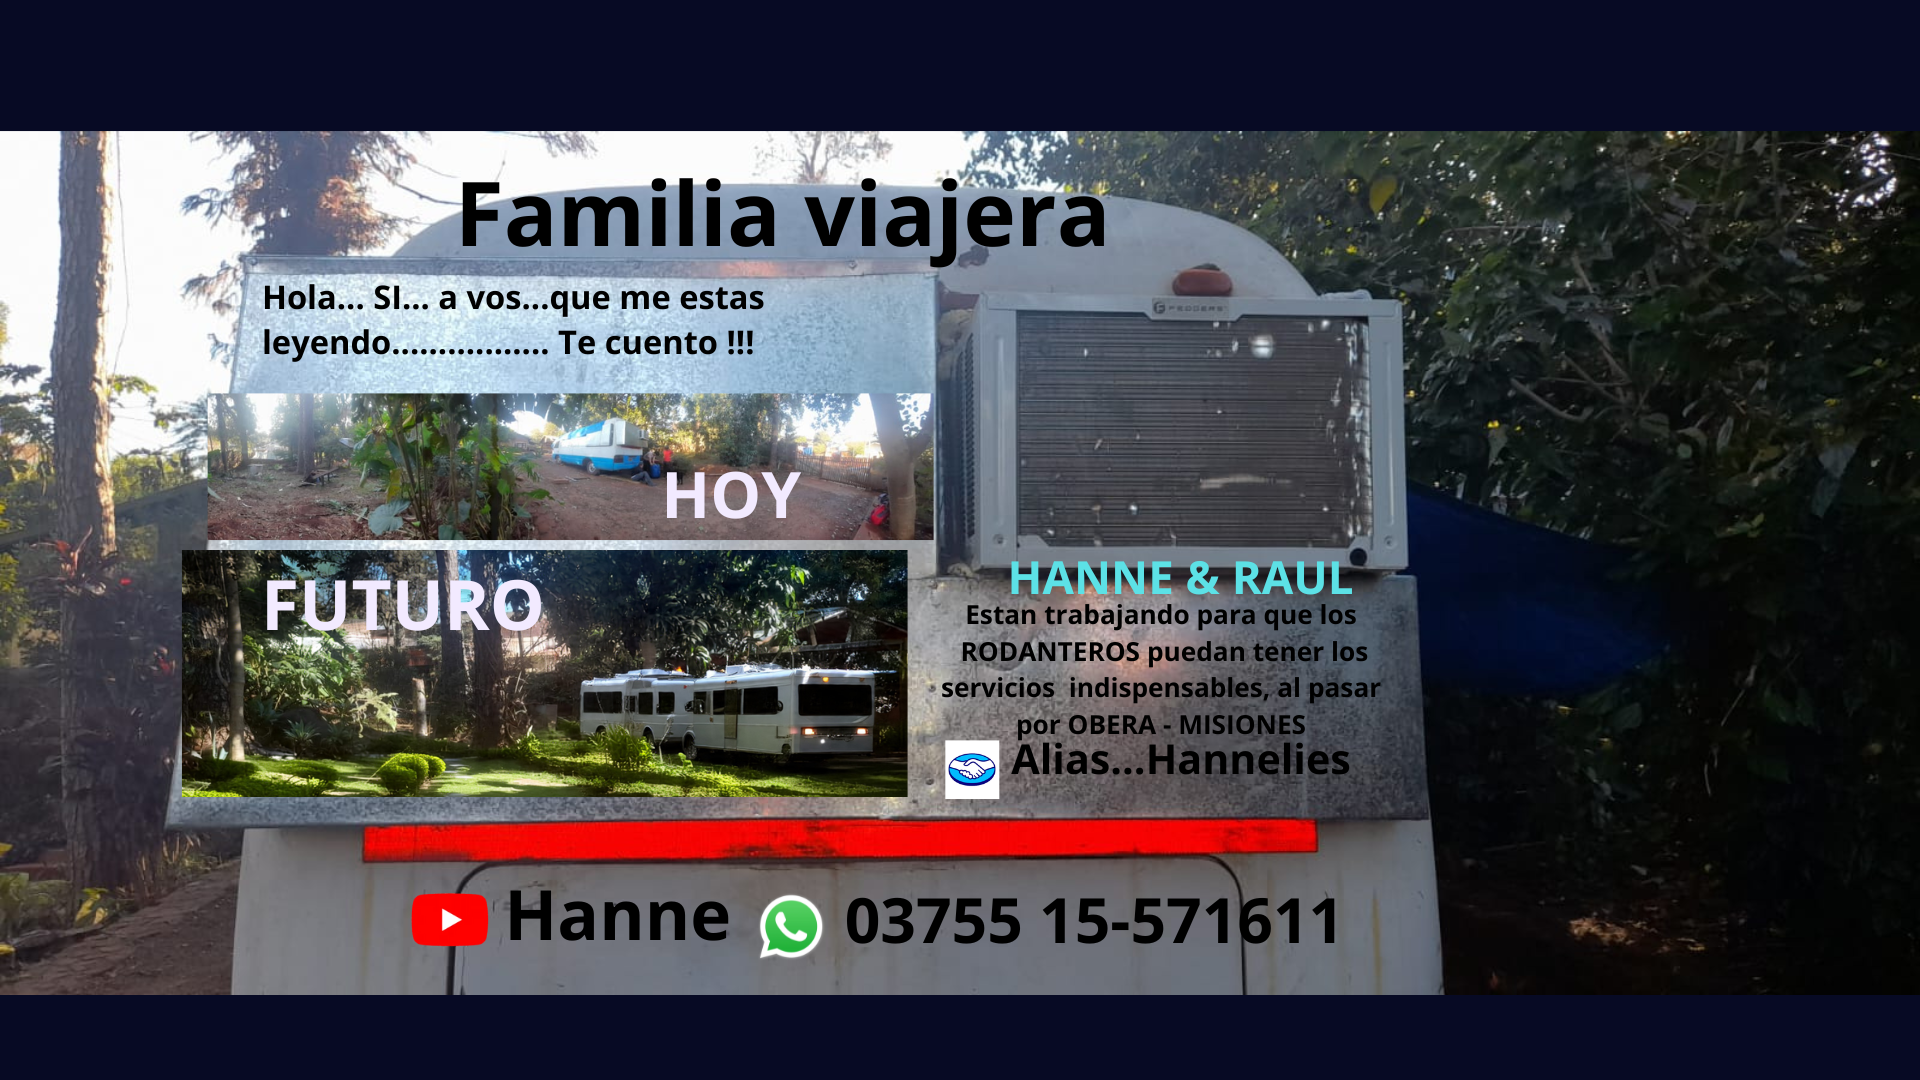 Familia viajera
Hola... SI... a vos...que me estas
leyendo................. Te cuento !!!
FEDDERS
HOY
FUTURO
HANNE & RAUL
Estan trabajando para que los
RODANTEROS puedan tener los
servicios  indispensables, al pasar
por OBERA - MISIONES
Alias...Hannelies
Hanne
03755 15-571611